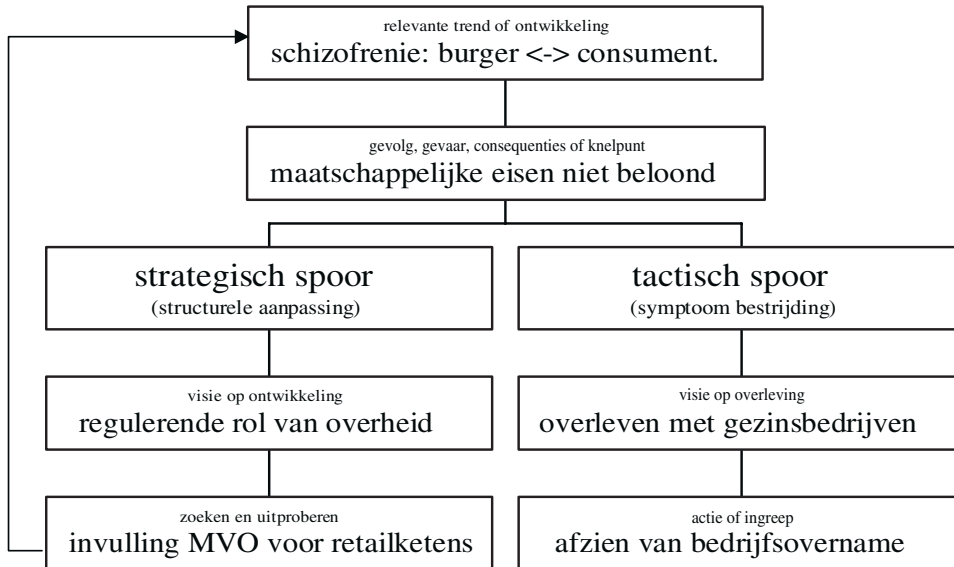 relevante trend of ontwikkeling
schizofrenie: burger <-> consument.
gevolg, gevaar, consequenties of knelpunt
maatschappelijke eisen niet beloond
strategisch spoor
(structurele aanpassing)
tactisch spoor
(symptoom bestrijding)
visie op ontwikkeling
regulerende rol van overheid
visie op overleving
overleven met gezinsbedrijven
zoeken en uitproberen
invulling MVO voor retailketens
actie of ingreep
afzien van bedrijfsovername